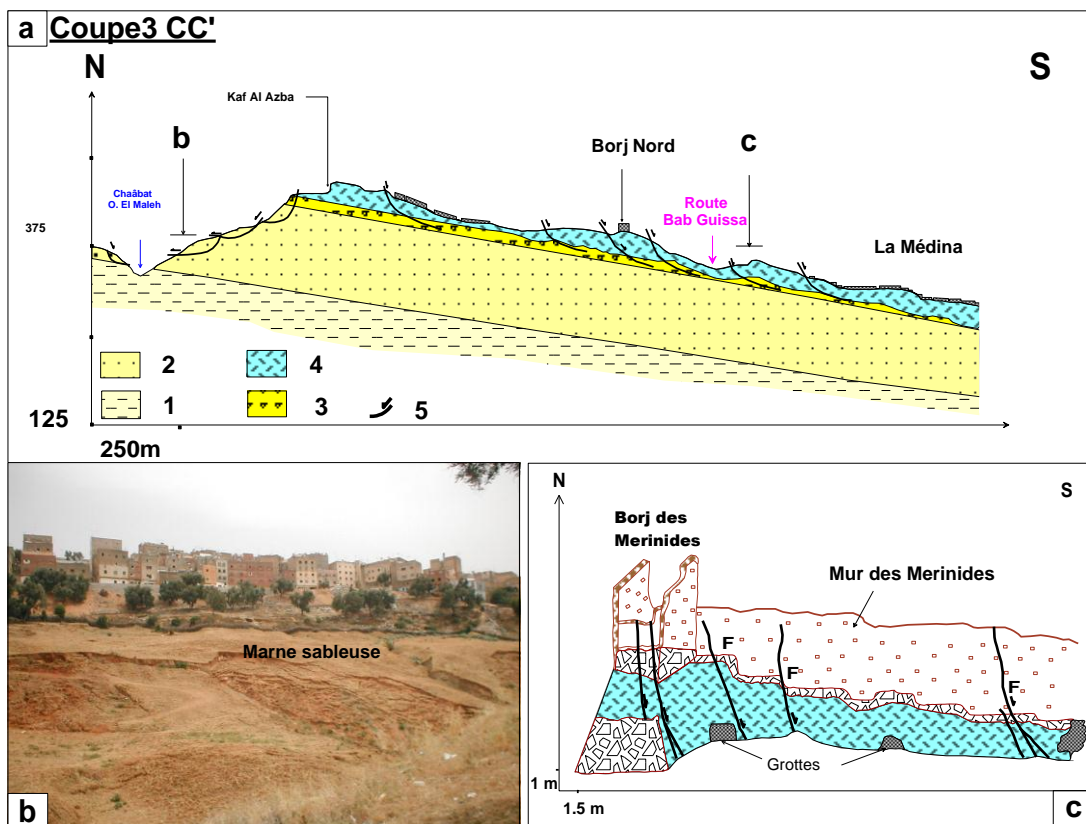 a Coupe3 CC'
N
S
Kaf Al Azba
b
Borj Nord
c
Chaâbat
O. El Maleh
Route
Bab Guissa
375
La Médina
2
4
1
3
5
125
250m
Marne sableuse
b
N
S
Borj des
Merinides
Mur des Merinides
F
F
F
Grottes
1 m
1.5 m
c